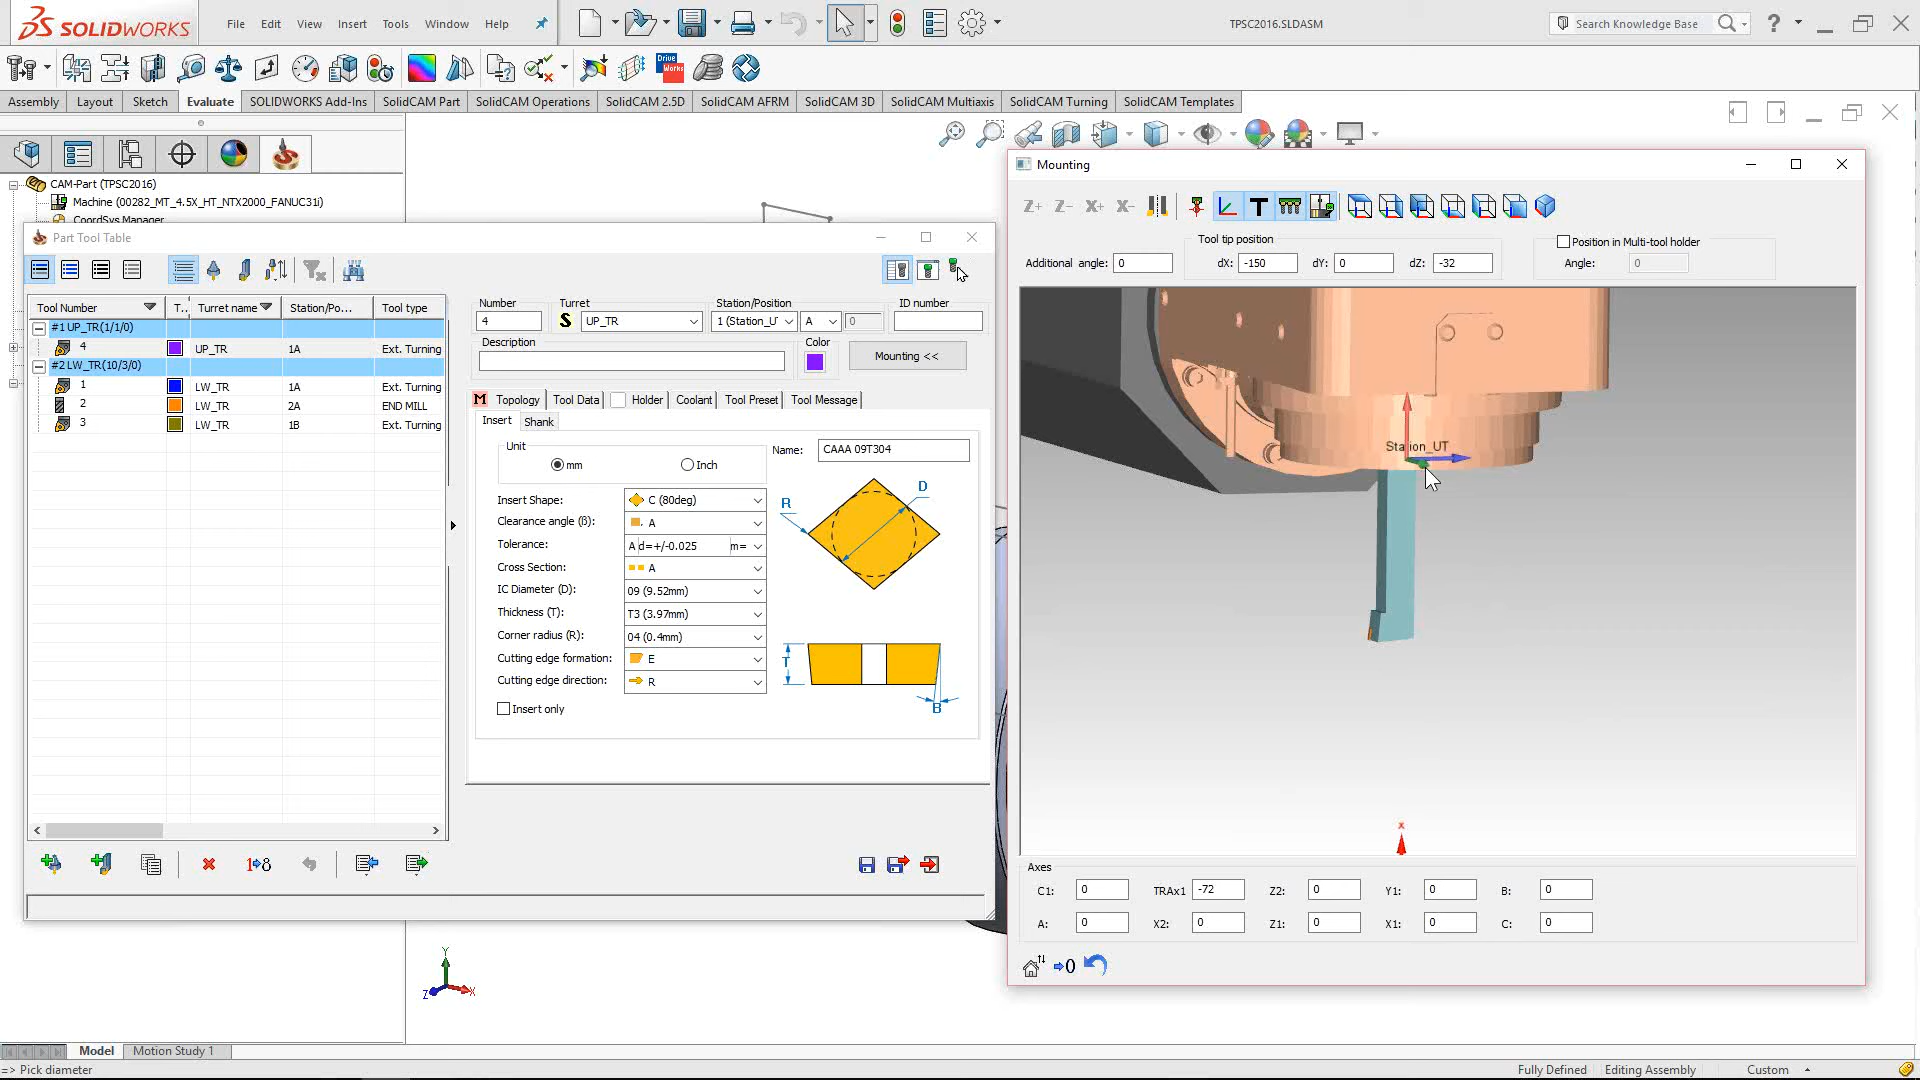 SOLIDWORKS
File Edit View Insert Tools Window Help
TPSC2016.SLDASM
Search Knowledge Base
?
Drive Works
Assembly Layout Sketch Evaluate SOLIDWORKS Add-Ins SolidCAM Part SolidCAM Operations SolidCAM 2.5D SolidCAM AFRM SolidCAM 3D SolidCAM Multiaxis SolidCAM Turning SolidCAM Templates
CAM-Part (TPSC2016)
Machine (00282_MT_4.5X_HT_NTX2000_FANUC31i)
CoordSys Manager
Part Tool Table
Tool Number T.. Turret name Station/Po... Tool type
#1 UP_TR(1/1/0)
4 UP_TR 1A Ext. Turning
#2 LW_TR(10/3/0)
1 LW_TR 1A Ext. Turning
2 LW_TR 2A END MILL
3 LW_TR 1B Ext. Turning
1 8
Number Turret Station/Position ID number
4 S UP_TR 1 (Station_UT A 0
Description Color
Mounting <<
M Topology Tool Data Holder Coolant Tool Preset Tool Message
Insert Shank
Unit
mm Inch
Name: CAAA 09T304
Insert Shape: C (80deg)
Clearance angle (β): A
Tolerance: A d=+/-0.025 m=
Cross Section: A
IC Diameter (D): 09 (9.52mm)
Thickness (T): T3 (3.97mm)
Corner radius (R): 04 (0.4mm)
Cutting edge formation: E
Cutting edge direction: R
Insert only
D
R
T
B
Mounting
Z+ Z- X+ X- T
Tool tip position
Position in Multi-tool holder
Additional angle: 0 dX: -150 dY: 0 dZ: -32 Angle: 0
Station_UT
x
Axes
C1: 0 TRAx1 -72 Z2: 0 Y1: 0 B: 0
A: 0 X2: 0 Z1: 0 X1: 0 C: 0
0
Y
Z X
Model Motion Study 1
=> Pick diameter
Fully Defined Editing Assembly Custom